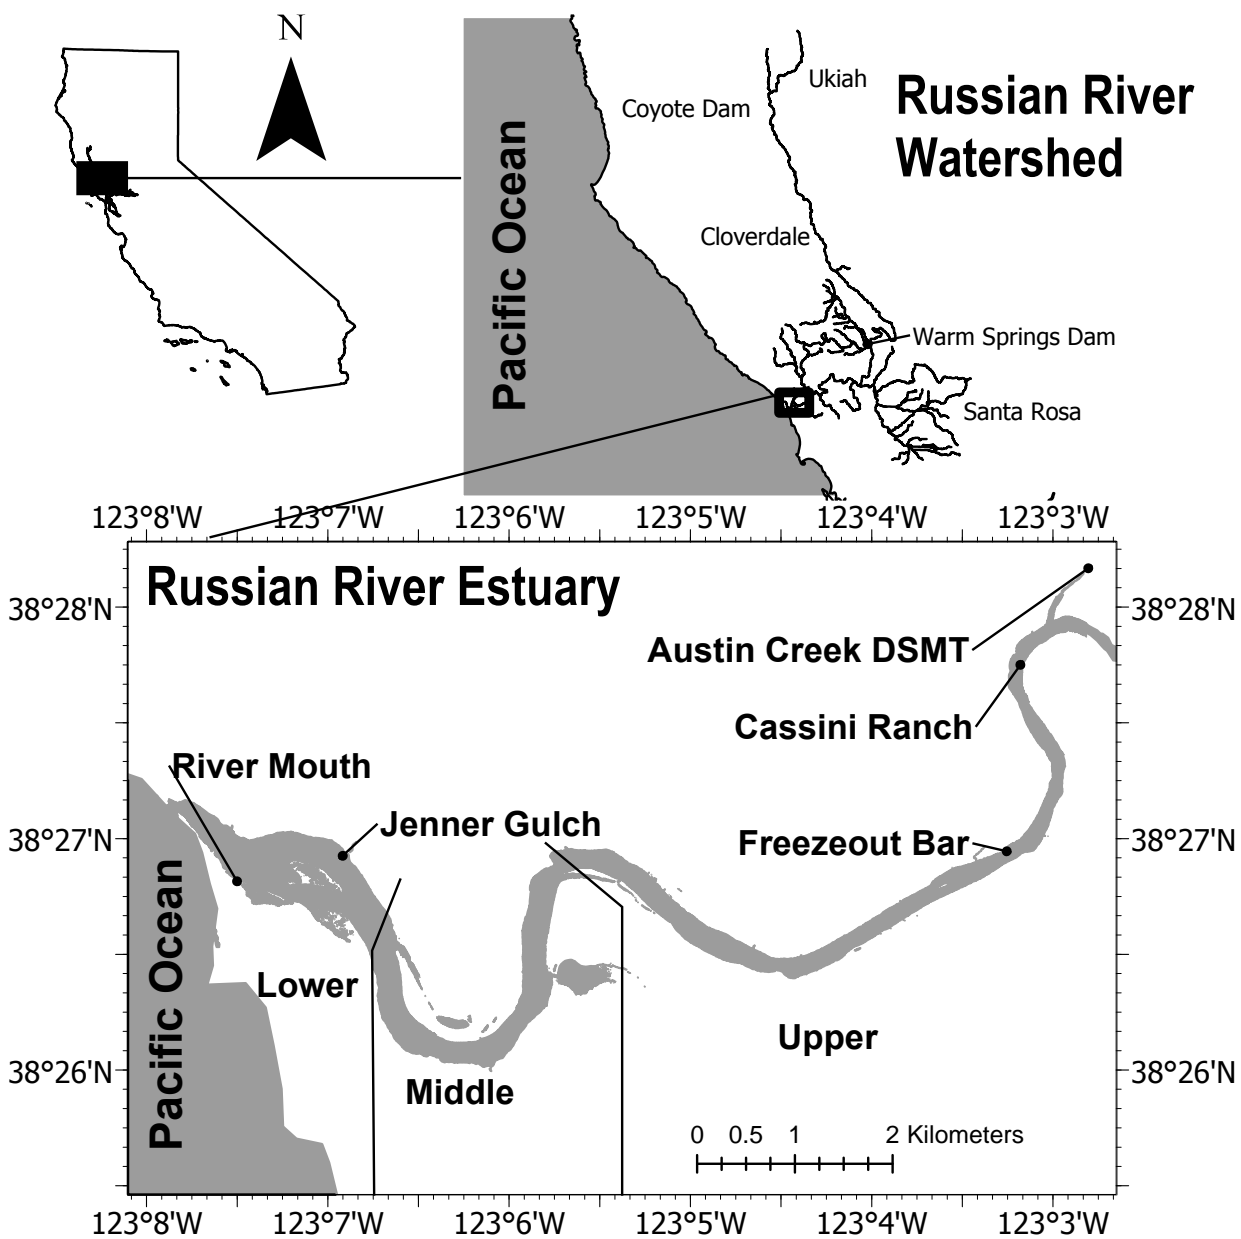 N
Ukiah
Coyote Dam
Russian River
Watershed
Pacific Ocean
Cloverdale
Warm Springs Dam
Santa Rosa
123°8'W
123°7'W
123°6'W
123°5'W
123°4'W
123°3'W
Russian River Estuary
38°28'N
38°28'N
Austin Creek DSMT
Cassini Ranch
River Mouth
Jenner Gulch
38°27'N
Freezeout Bar
38°27'N
Pacific Ocean
Lower
Upper
38°26'N
38°26'N
Middle
0 0.5 1 2 Kilometers
123°8'W
123°7'W
123°6'W
123°5'W
123°4'W
123°3'W